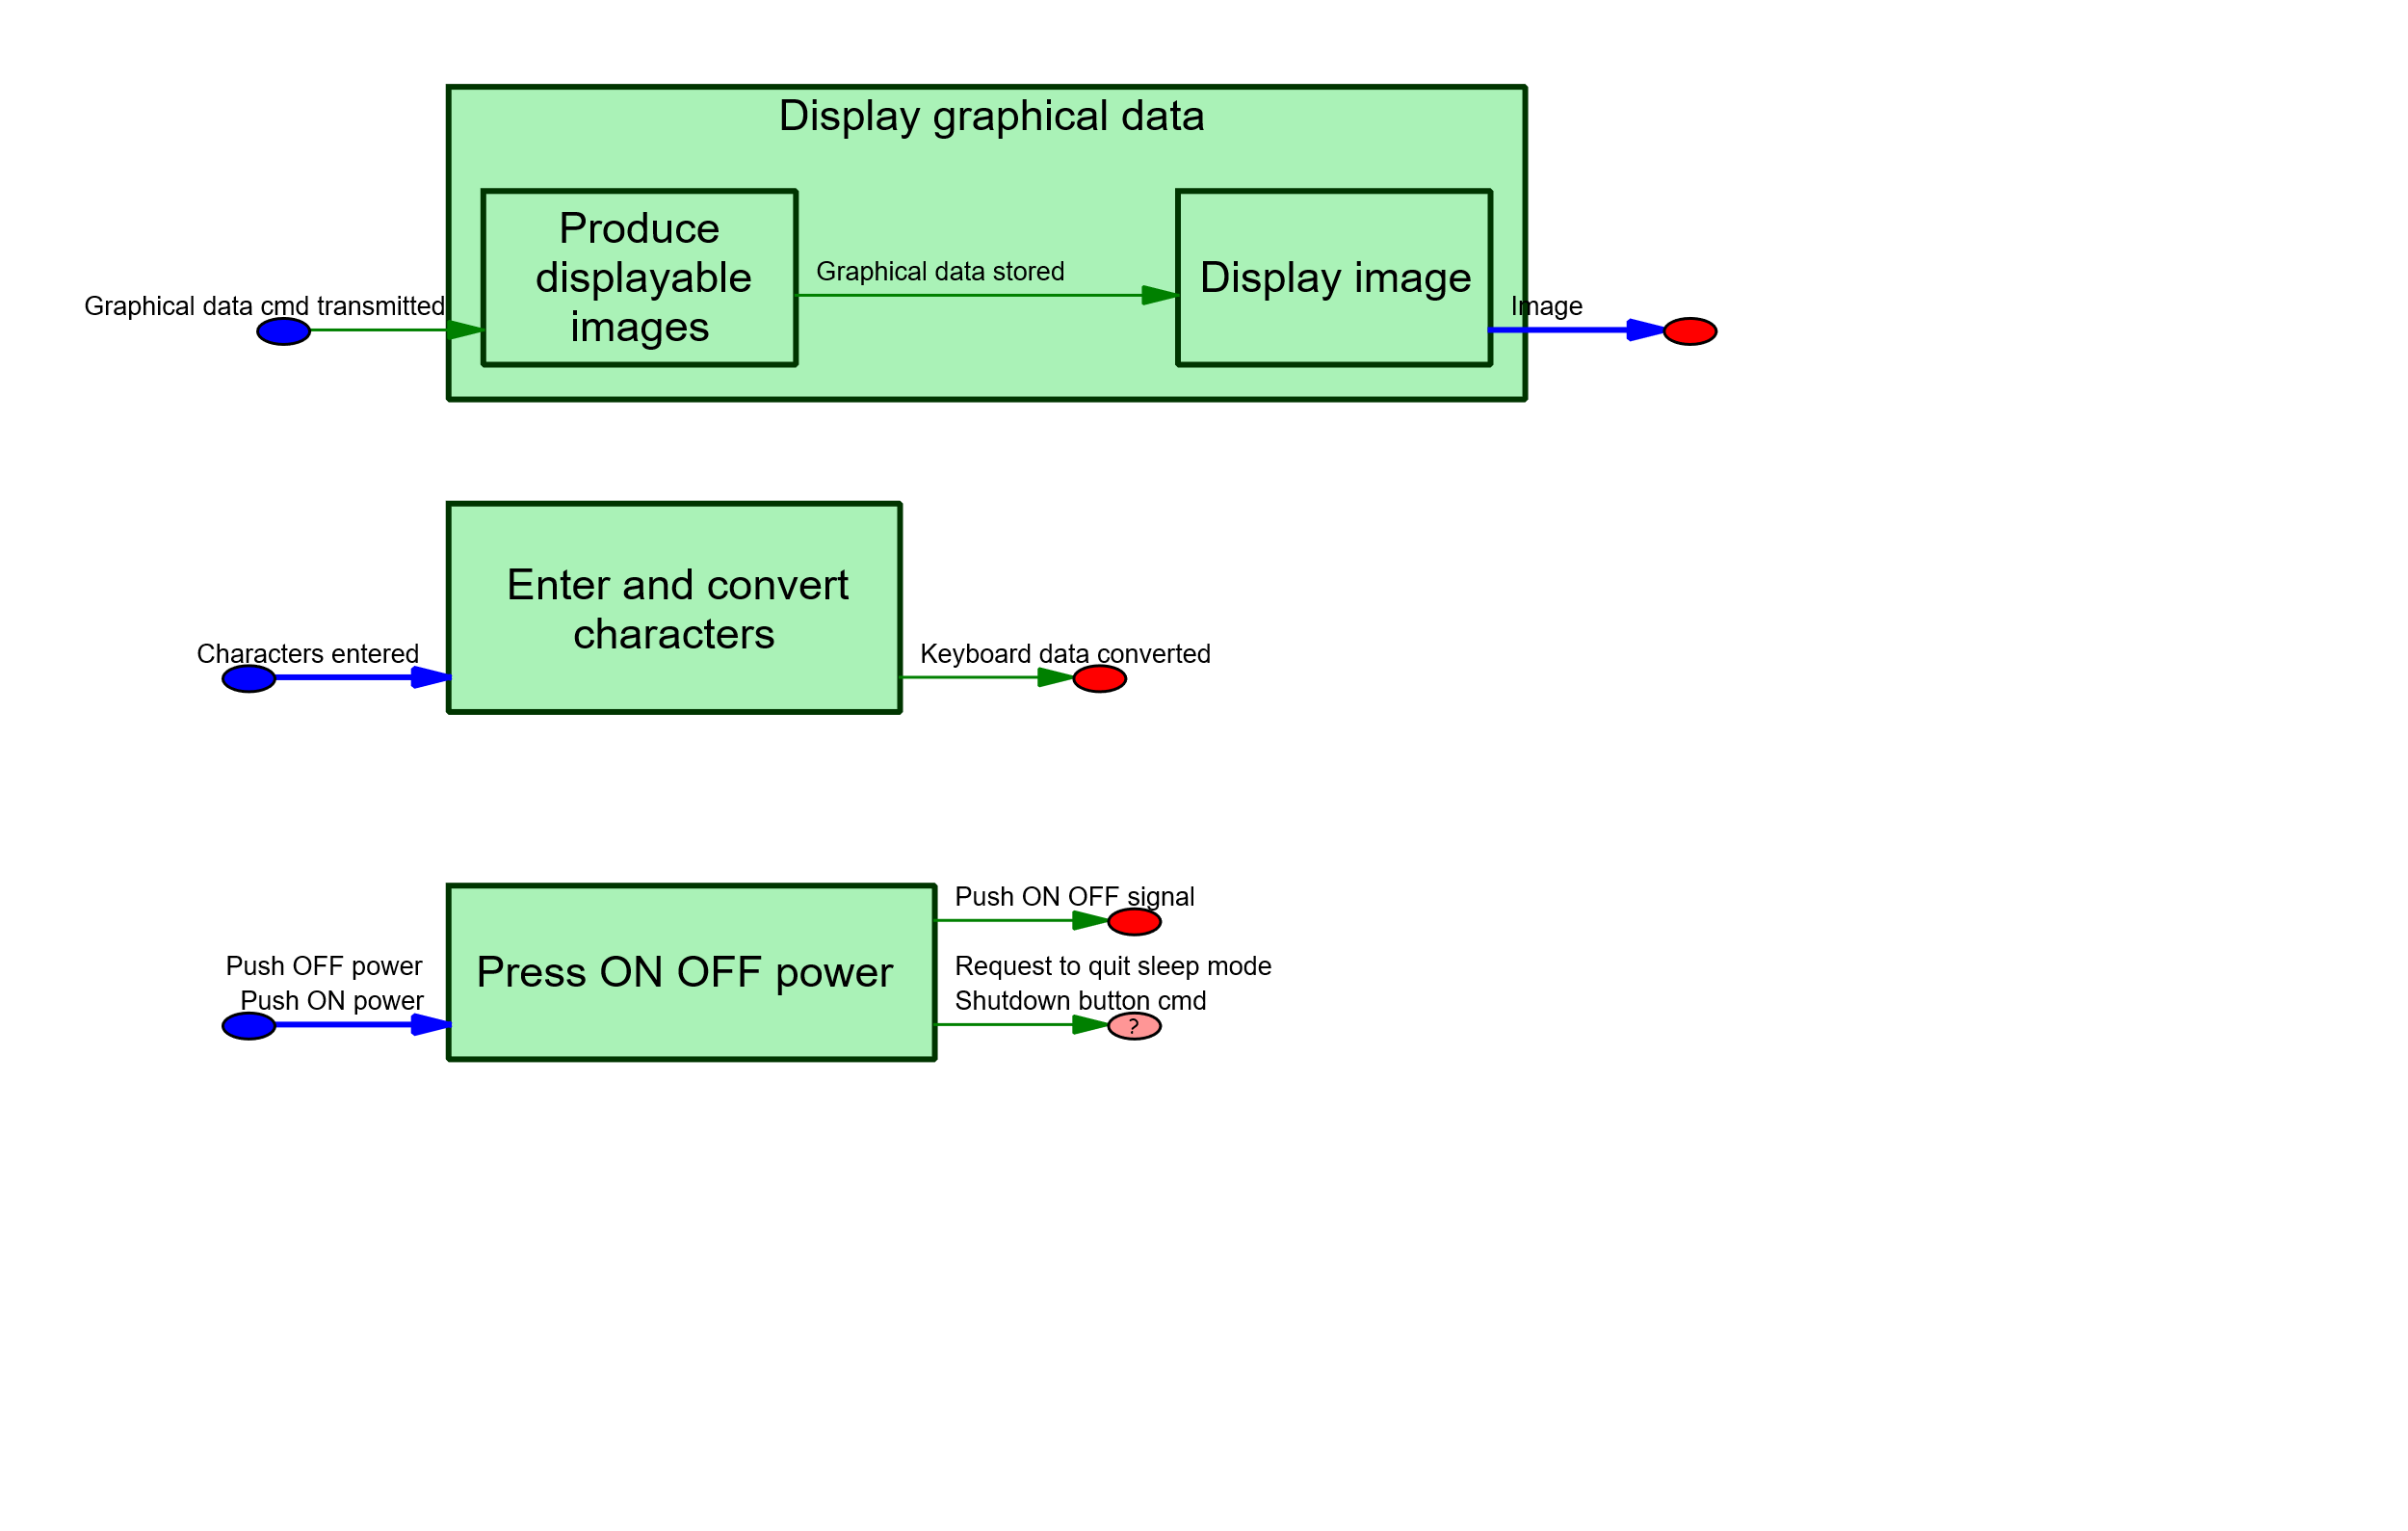 Display graphical data
Produce
displayable
images
Graphical data stored
Display image
Graphical data cmd transmitted
Image
Enter and convert
characters
Characters entered
Keyboard data converted
Push ON OFF signal
Push OFF power
Push ON power
Press ON OFF power
Request to quit sleep mode
Shutdown button cmd
?